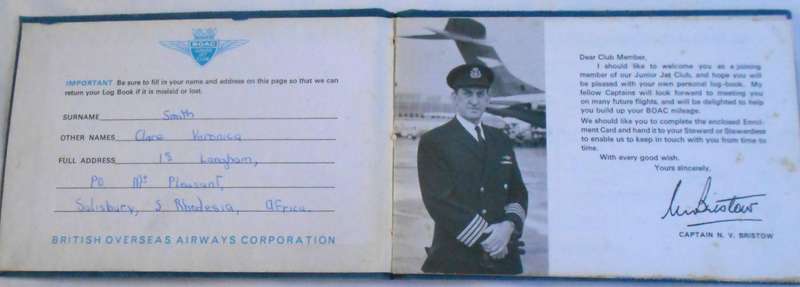 BOAC
JUNIOR JET CLUB
IMPORTANT Be sure to fill in your name and address on this page so that we can
return your Log Book if it is mislaid or lost.
SURNAME Smith
OTHER NAMES Clare Veronica
FULL ADDRESS 18 Langham,
PO Mt Pleasant,
Salisbury, S Rhodesia, Africa.
BRITISH OVERSEAS AIRWAYS CORPORATION
Dear Club Member,
I should like to welcome you as a joining
member of our Junior Jet Club, and hope you will
be pleased with your own personal log-book. My
fellow Captains will look forward to meeting you
on many future flights, and will be delighted to help
you build up your BOAC mileage.
We should like you to complete the enclosed Enrol-
ment Card and hand it to your Steward or Stewardess
to enable us to keep in touch with you from time to
time.
With every good wish.
Yours sincerely,
N V Bristow
CAPTAIN N. V. BRISTOW